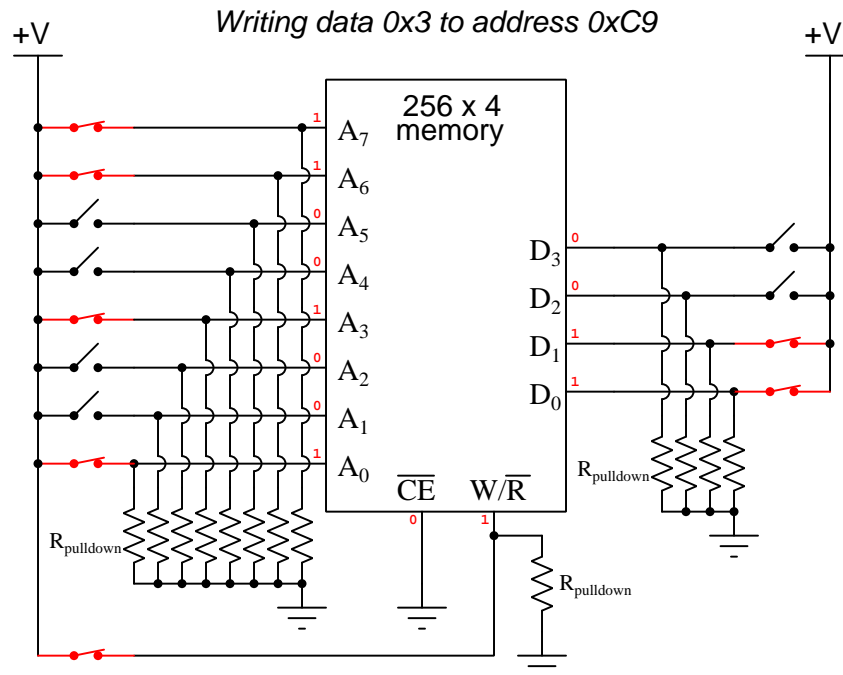 Writing data 0x3 to address 0xC9
+V
+V
256 x 4
memory
1
A7
1
A6
0
A5
0
A4
1
A3
0
A2
0
A1
1
A0
D3
0
D2
0
D1
1
D0
1
CE
W/R
0
1
Rpulldown
Rpulldown
Rpulldown